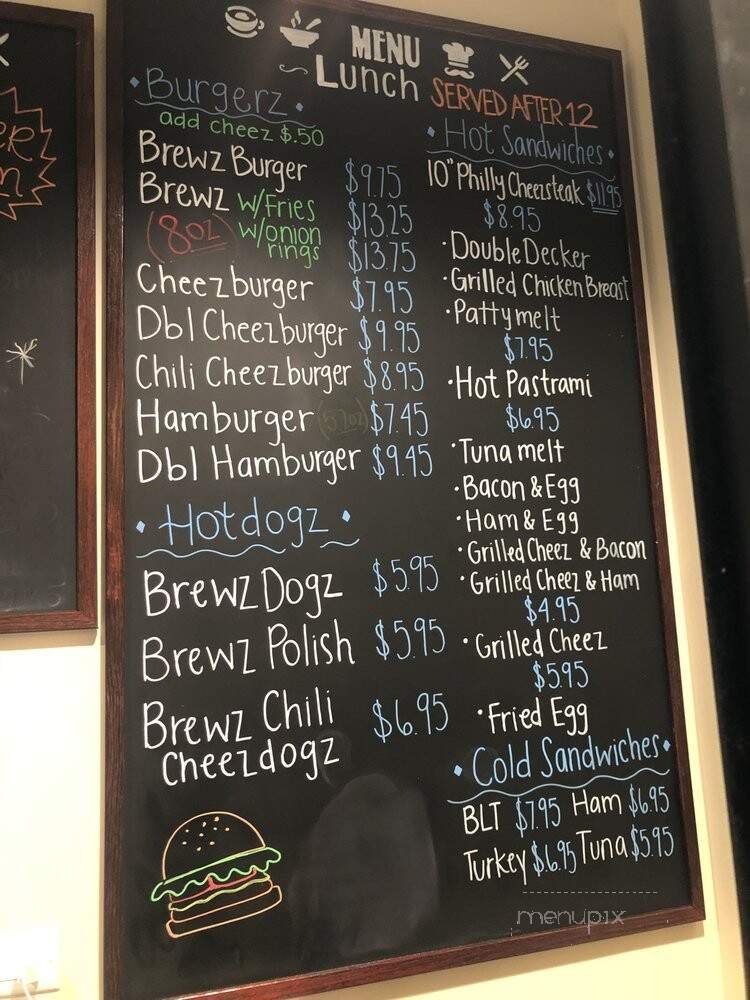 MENU
Lunch SERVED AFTER 12
Burgerz
add cheez $.50
Brewz Burger $9.75
Brewz w/Fries $13.25
(8oz) w/onion rings $13.75
Cheezburger $7.95
Dbl Cheezburger $9.95
Chili Cheezburger $8.95
Hamburger $7.45
Dbl Hamburger $9.45
Hotdogz
Brewz Dogz $5.95
Brewz Polish $5.95
Brewz Chili $6.95
Cheezdogz
Hot Sandwiches
10" Philly Cheezsteak $11.95
$8.95
· Double Decker
· Grilled Chicken Breast
· Pattymelt
$7.95
· Hot Pastrami
$6.95
· Tuna melt
· Bacon & Egg
· Ham & Egg
· Grilled Cheez & Bacon
· Grilled Cheez & Ham
$4.95
· Grilled Cheez
$5.95
· Fried Egg
Cold Sandwiches
BLT $7.95 Ham $6.95
Turkey $6.95 Tuna $5.95
menupix